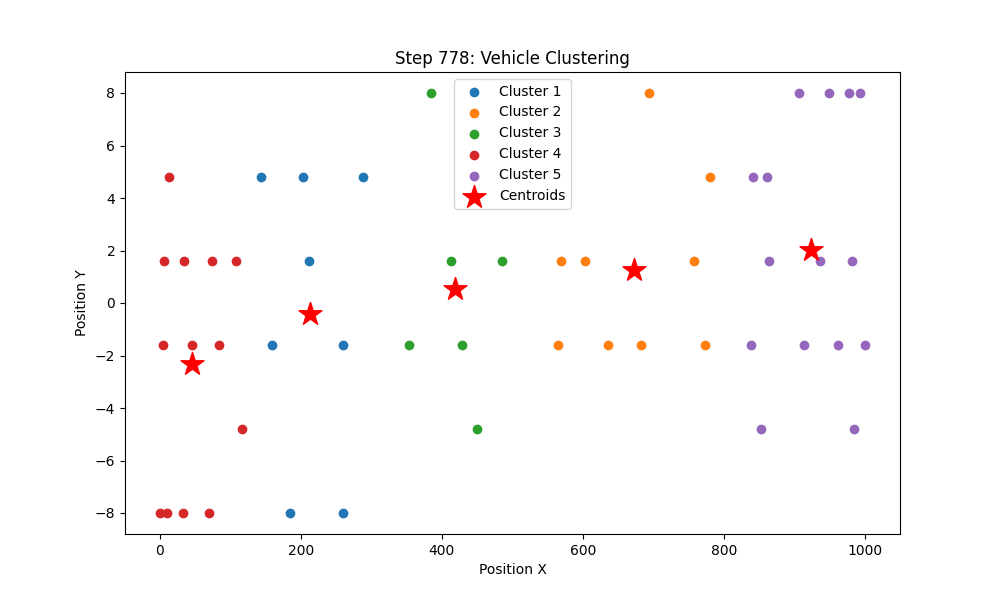 Step 778: Vehicle Clustering
Cluster 1
Cluster 2
Cluster 3
Cluster 4
Cluster 5
Centroids
Position Y
8
6
4
2
0
−2
−4
−6
−8
0 200 400 600 800 1000
Position X